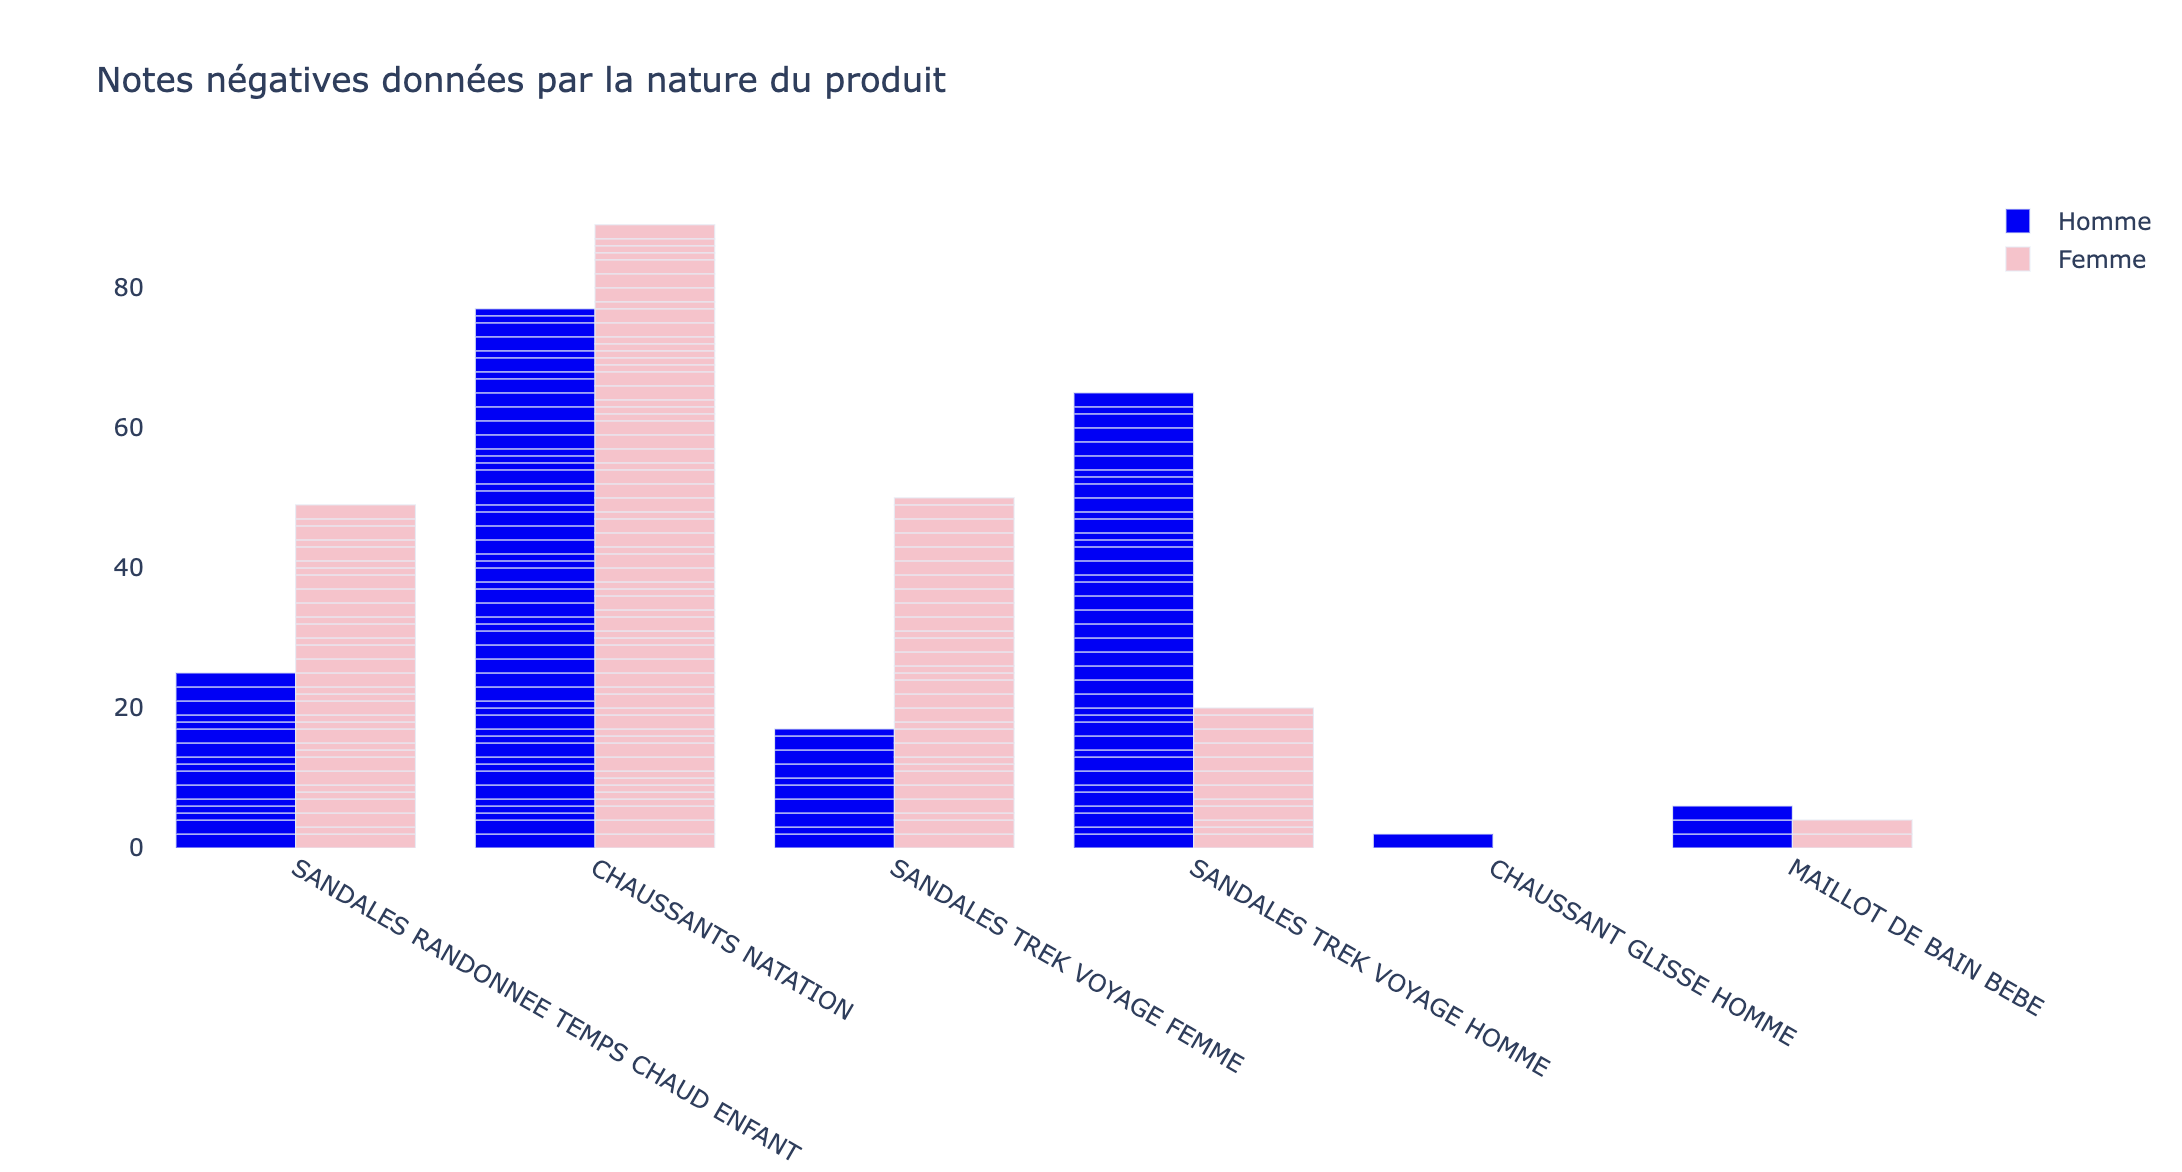 Notes négatives données par la nature du produit
Homme
Femme
80
60
40
20
0
SANDALES RANDONNEE TEMPS CHAUD ENFANT
CHAUSSANTS NATATION
SANDALES TREK VOYAGE FEMME
SANDALES TREK VOYAGE HOMME
CHAUSSANT GLISSE HOMME
MAILLOT DE BAIN BEBE